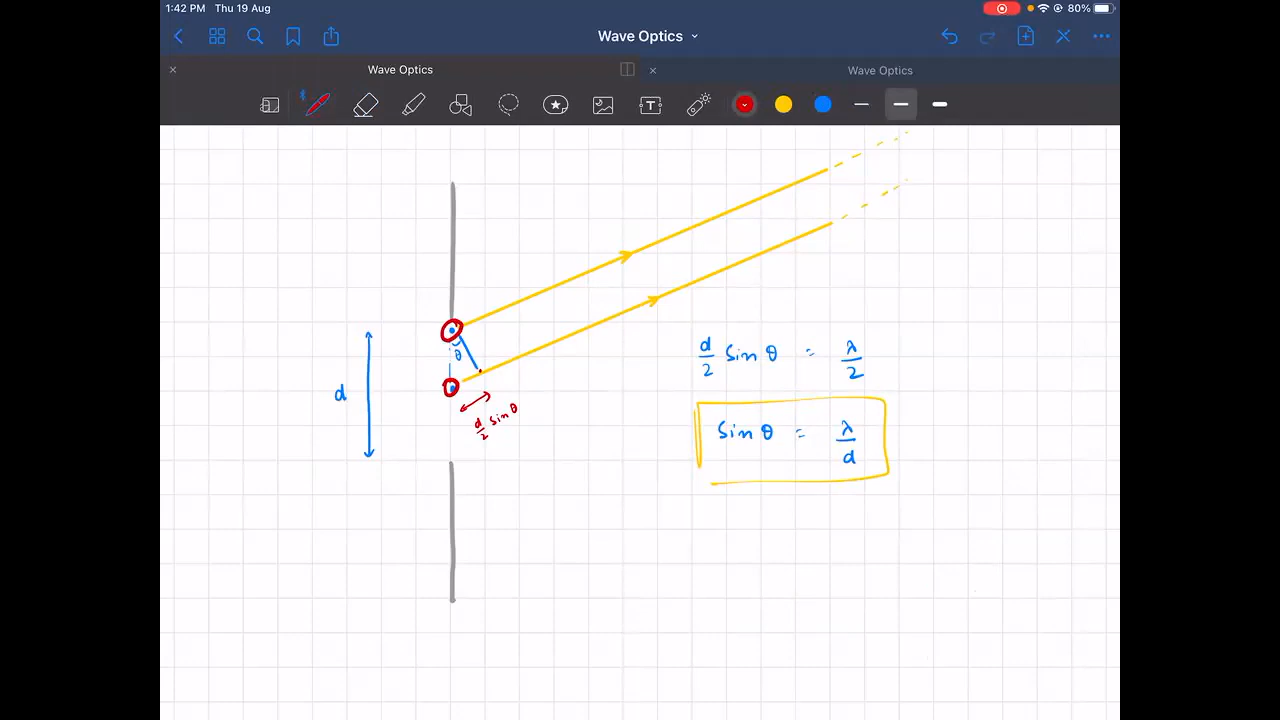 1:42 PM Thu 19 Aug
80%
Wave Optics
Wave Optics
Wave Optics
T
θ
d
d/2 sin θ
d/2 sin θ = λ/2
sin θ = λ/d